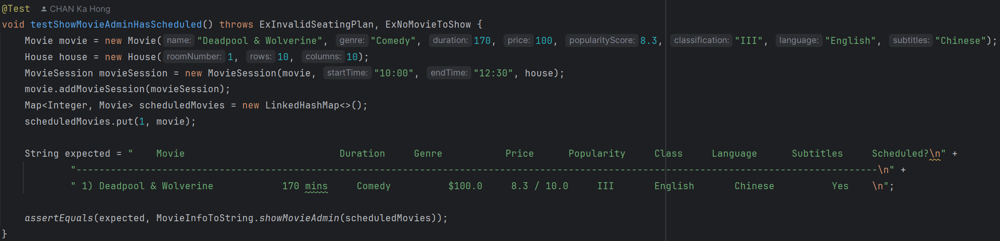 @Test CHAN Ka Hong
void testShowMovieAdminHasScheduled() throws ExInvalidSeatingPlan, ExNoMovieToShow {
    Movie movie = new Movie( name: "Deadpool & Wolverine", genre: "Comedy", duration: 170, price: 100, popularityScore: 8.3, classification: "III", language: "English", subtitles: "Chinese");
    House house = new House( roomNumber: 1, rows: 10, columns: 10);
    MovieSession movieSession = new MovieSession(movie, startTime: "10:00", endTime: "12:30", house);
    movie.addMovieSession(movieSession);
    Map<Integer, Movie> scheduledMovies = new LinkedHashMap<>();
    scheduledMovies.put(1, movie);
    String expected = "    Movie                           Duration     Genre           Price      Popularity     Class     Language      Subtitles     Scheduled?\n" +
            "--------------------------------------------------------------------------------------------------------------------------------------------\n" +
            " 1) Deadpool & Wolverine            170 mins     Comedy          $100.0     8.3 / 10.0     III       English       Chinese          Yes    \n";
    assertEquals(expected, MovieInfoToString.showMovieAdmin(scheduledMovies));
}